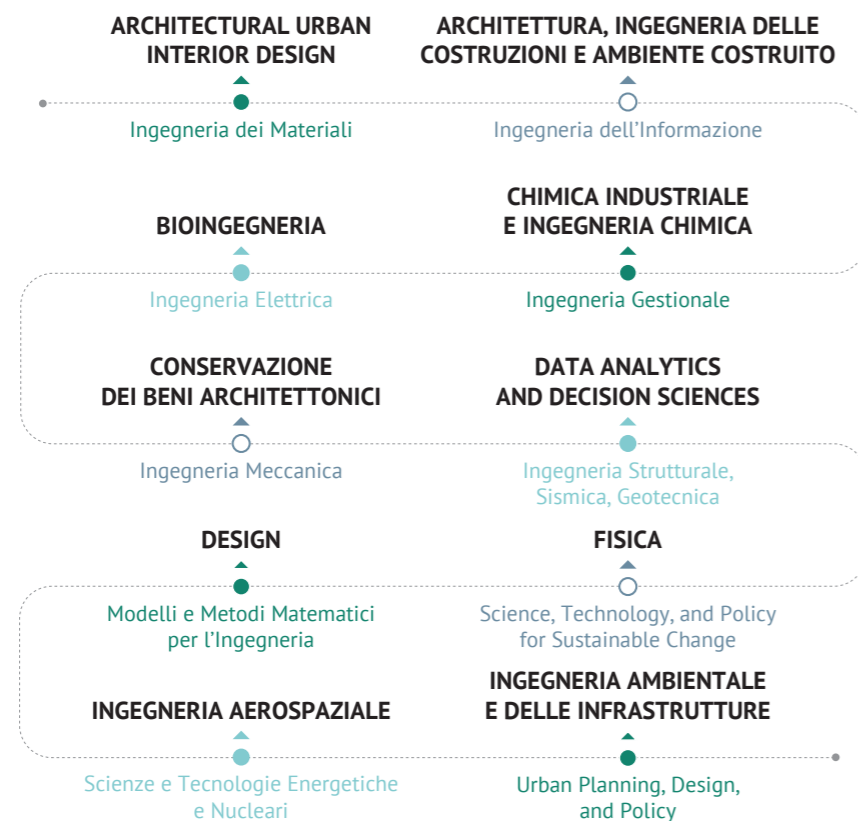 ARCHITECTURAL URBAN
INTERIOR DESIGN
Ingegneria dei Materiali
ARCHITETTURA, INGEGNERIA DELLE
COSTRUZIONI E AMBIENTE COSTRUITO
Ingegneria dell'Informazione
BIOINGEGNERIA
Ingegneria Elettrica
CHIMICA INDUSTRIALE
E INGEGNERIA CHIMICA
Ingegneria Gestionale
CONSERVAZIONE
DEI BENI ARCHITETTONICI
Ingegneria Meccanica
DATA ANALYTICS
AND DECISION SCIENCES
Ingegneria Strutturale,
Sismica, Geotecnica
DESIGN
Modelli e Metodi Matematici
per l'Ingegneria
FISICA
Science, Technology, and Policy
for Sustainable Change
INGEGNERIA AEROSPAZIALE
Scienze e Tecnologie Energetiche
e Nucleari
INGEGNERIA AMBIENTALE
E DELLE INFRASTRUTTURE
Urban Planning, Design,
and Policy